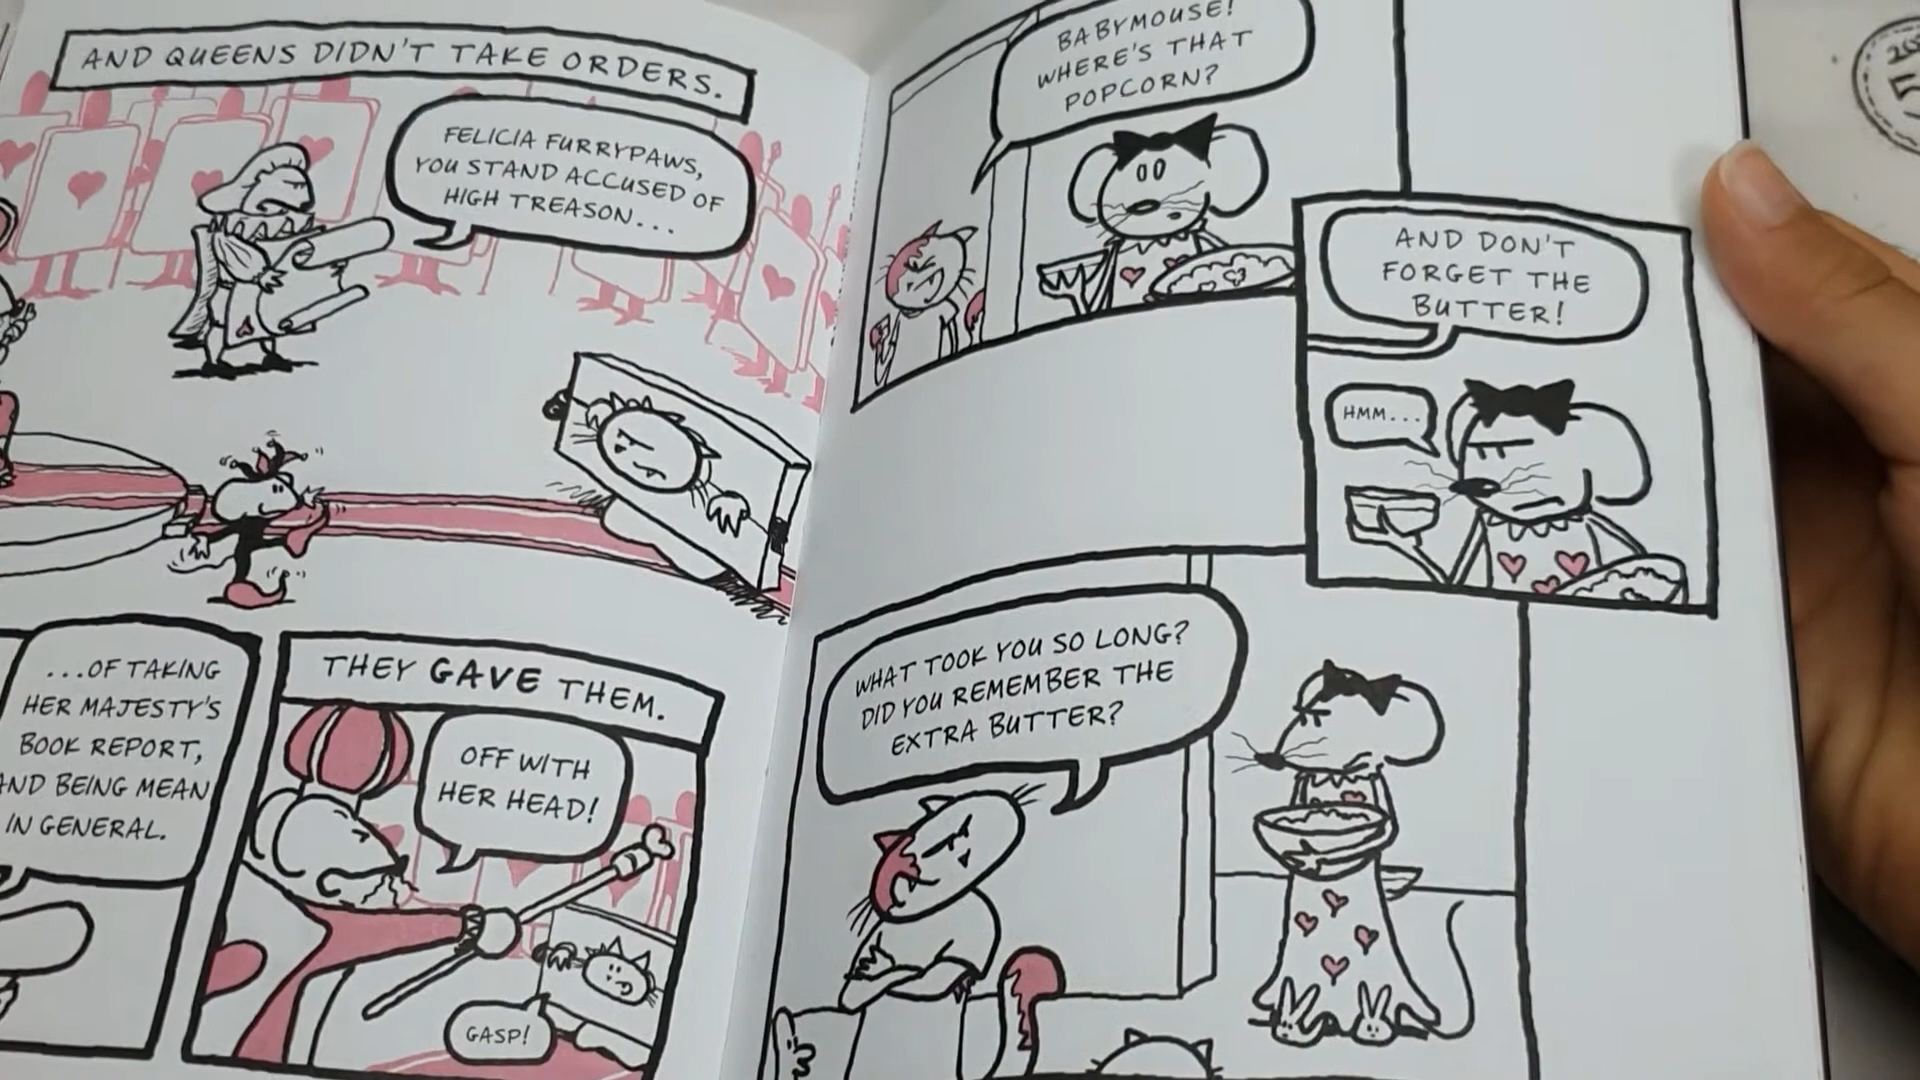 AND QUEENS DIDN'T TAKE ORDERS.
FELICIA FURRYPAWS,
YOU STAND ACCUSED OF
HIGH TREASON...
...OF TAKING
HER MAJESTY'S
BOOK REPORT,
AND BEING MEAN
IN GENERAL.
THEY GAVE THEM.
OFF WITH
HER HEAD!
GASP!
BABYMOUSE!
WHERE'S THAT
POPCORN?
AND DON'T
FORGET THE
BUTTER!
HMM...
WHAT TOOK YOU SO LONG?
DID YOU REMEMBER THE
EXTRA BUTTER?